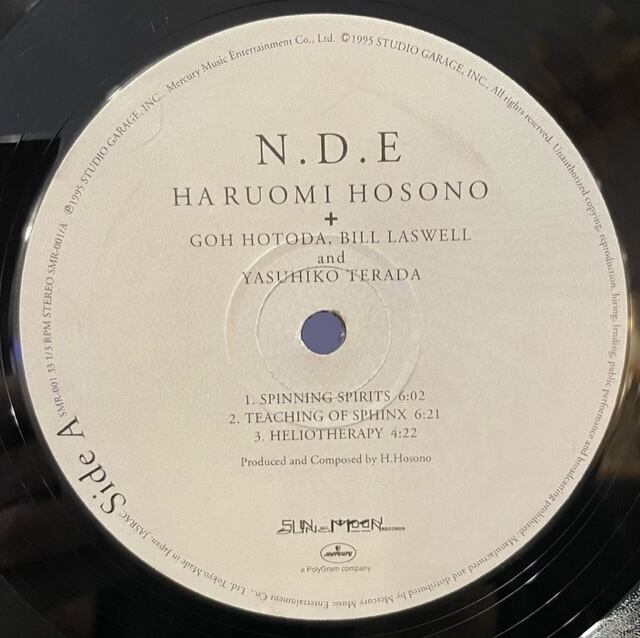 N.D.E
HARUOMI HOSONO
+
GOH HOTODA, BILL LASWELL
and
YASUHIKO TERADA
1. SPINNING SPIRITS 6:02
2. TEACHING OF SPHINX 6:21
3. HELIOTHERAPY 4:22
Produced and Composed by H.Hosono
SUN & MOON RECORDS
mercury
a PolyGram company
Side A
SMR-001 33 1/3 RPM STEREO SMR-001/A ℗1995 STUDIO GARAGE, INC., Mercury Music Entertainment Co., Ltd. ©1995 STUDIO GARAGE, INC. All rights reserved. Unauthorized copying, reproduction, hiring, lending, public performance and broadcasting prohibited. Manufactured and distributed by Mercury Music Entertainment Co., Ltd., Tokyo Made in Japan JASRAC